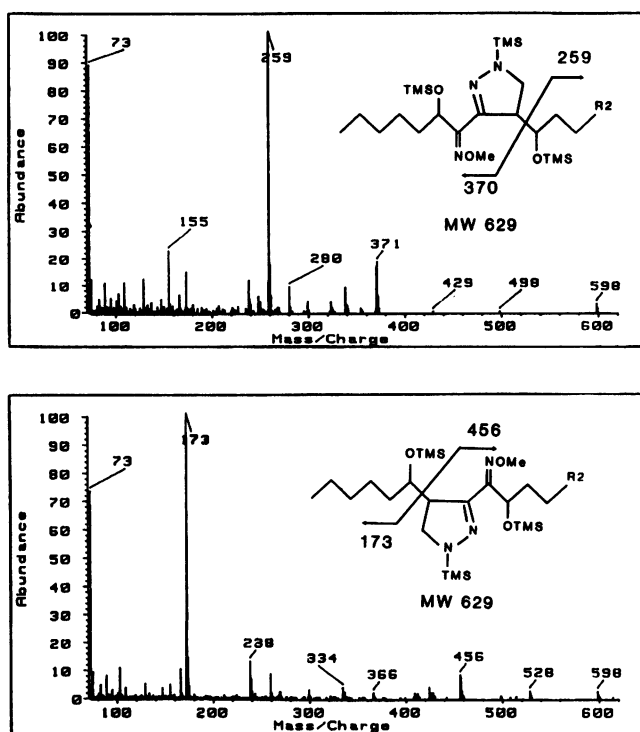 100
90
80
70
60
50
40
30
20
10
0
Abundance
73
155
259
280
371
429
498
598
100 200 300 400 500 600
Mass/Charge
TMS
N
N
TMSO
NOMe
OTMS
R2
259
370
MW 629
100
90
80
70
60
50
40
30
20
10
0
Abundance
73
173
238
334
366
456
528
598
100 200 300 400 500 600
Mass/Charge
456
OTMS
NOMe
R2
OTMS
N
N
TMS
173
MW 629